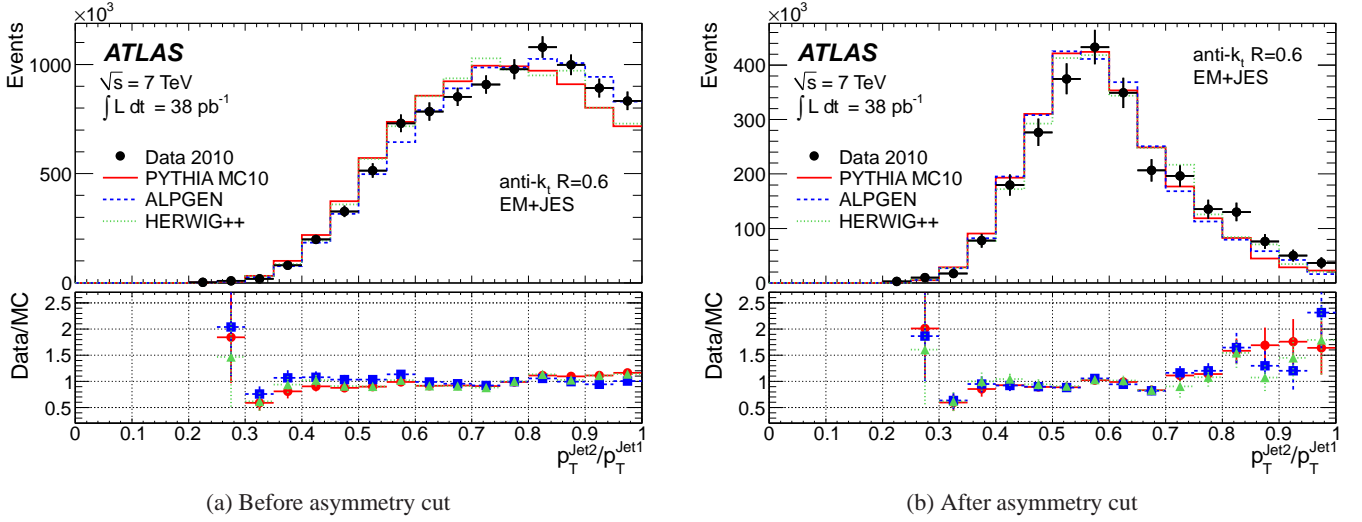 ×10³
Events
1000
500
0
ATLAS
√s = 7 TeV
∫ L dt = 38 pb⁻¹
Data 2010
PYTHIA MC10
ALPGEN
HERWIG++
anti-kₜ R=0.6
EM+JES
Data/MC
2.5
2
1.5
1
0.5
0 0.1 0.2 0.3 0.4 0.5 0.6 0.7 0.8 0.9 1
p_T^Jet2/p_T^Jet1
(a) Before asymmetry cut
×10³
Events
400
300
200
100
0
ATLAS
√s = 7 TeV
∫ L dt = 38 pb⁻¹
anti-kₜ R=0.6
EM+JES
Data 2010
PYTHIA MC10
ALPGEN
HERWIG++
Data/MC
2.5
2
1.5
1
0.5
0 0.1 0.2 0.3 0.4 0.5 0.6 0.7 0.8 0.9 1
p_T^Jet2/p_T^Jet1
(b) After asymmetry cut